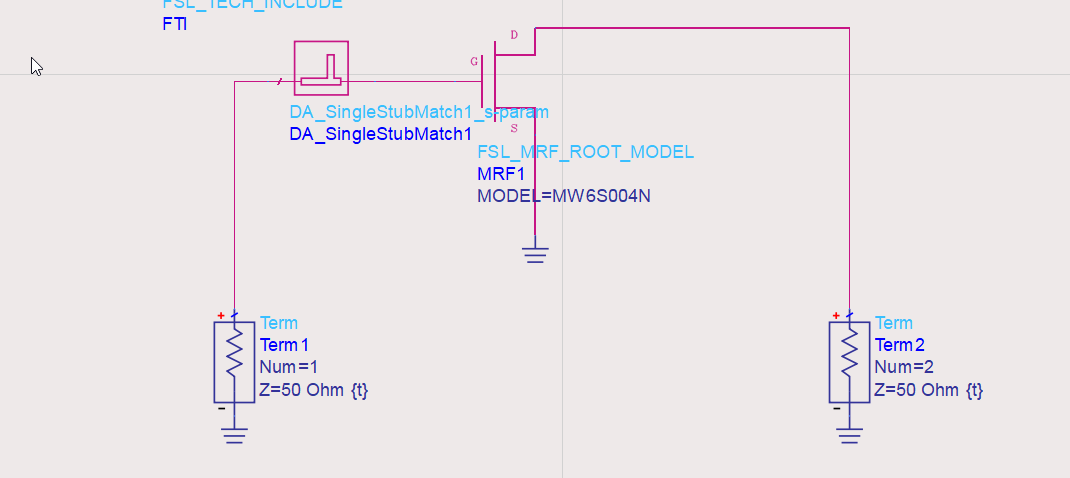 FSL_TECH_INCLUDE
FTI
D
G
DA_SingleStubMatch1_s-param
DA_SingleStubMatch1
S
FSL_MRF_ROOT_MODEL
MRF1
MODEL=MW6S004N
+
Term
Term1
Num=1
Z=50 Ohm {t}
-
+
Term
Term2
Num=2
Z=50 Ohm {t}
-